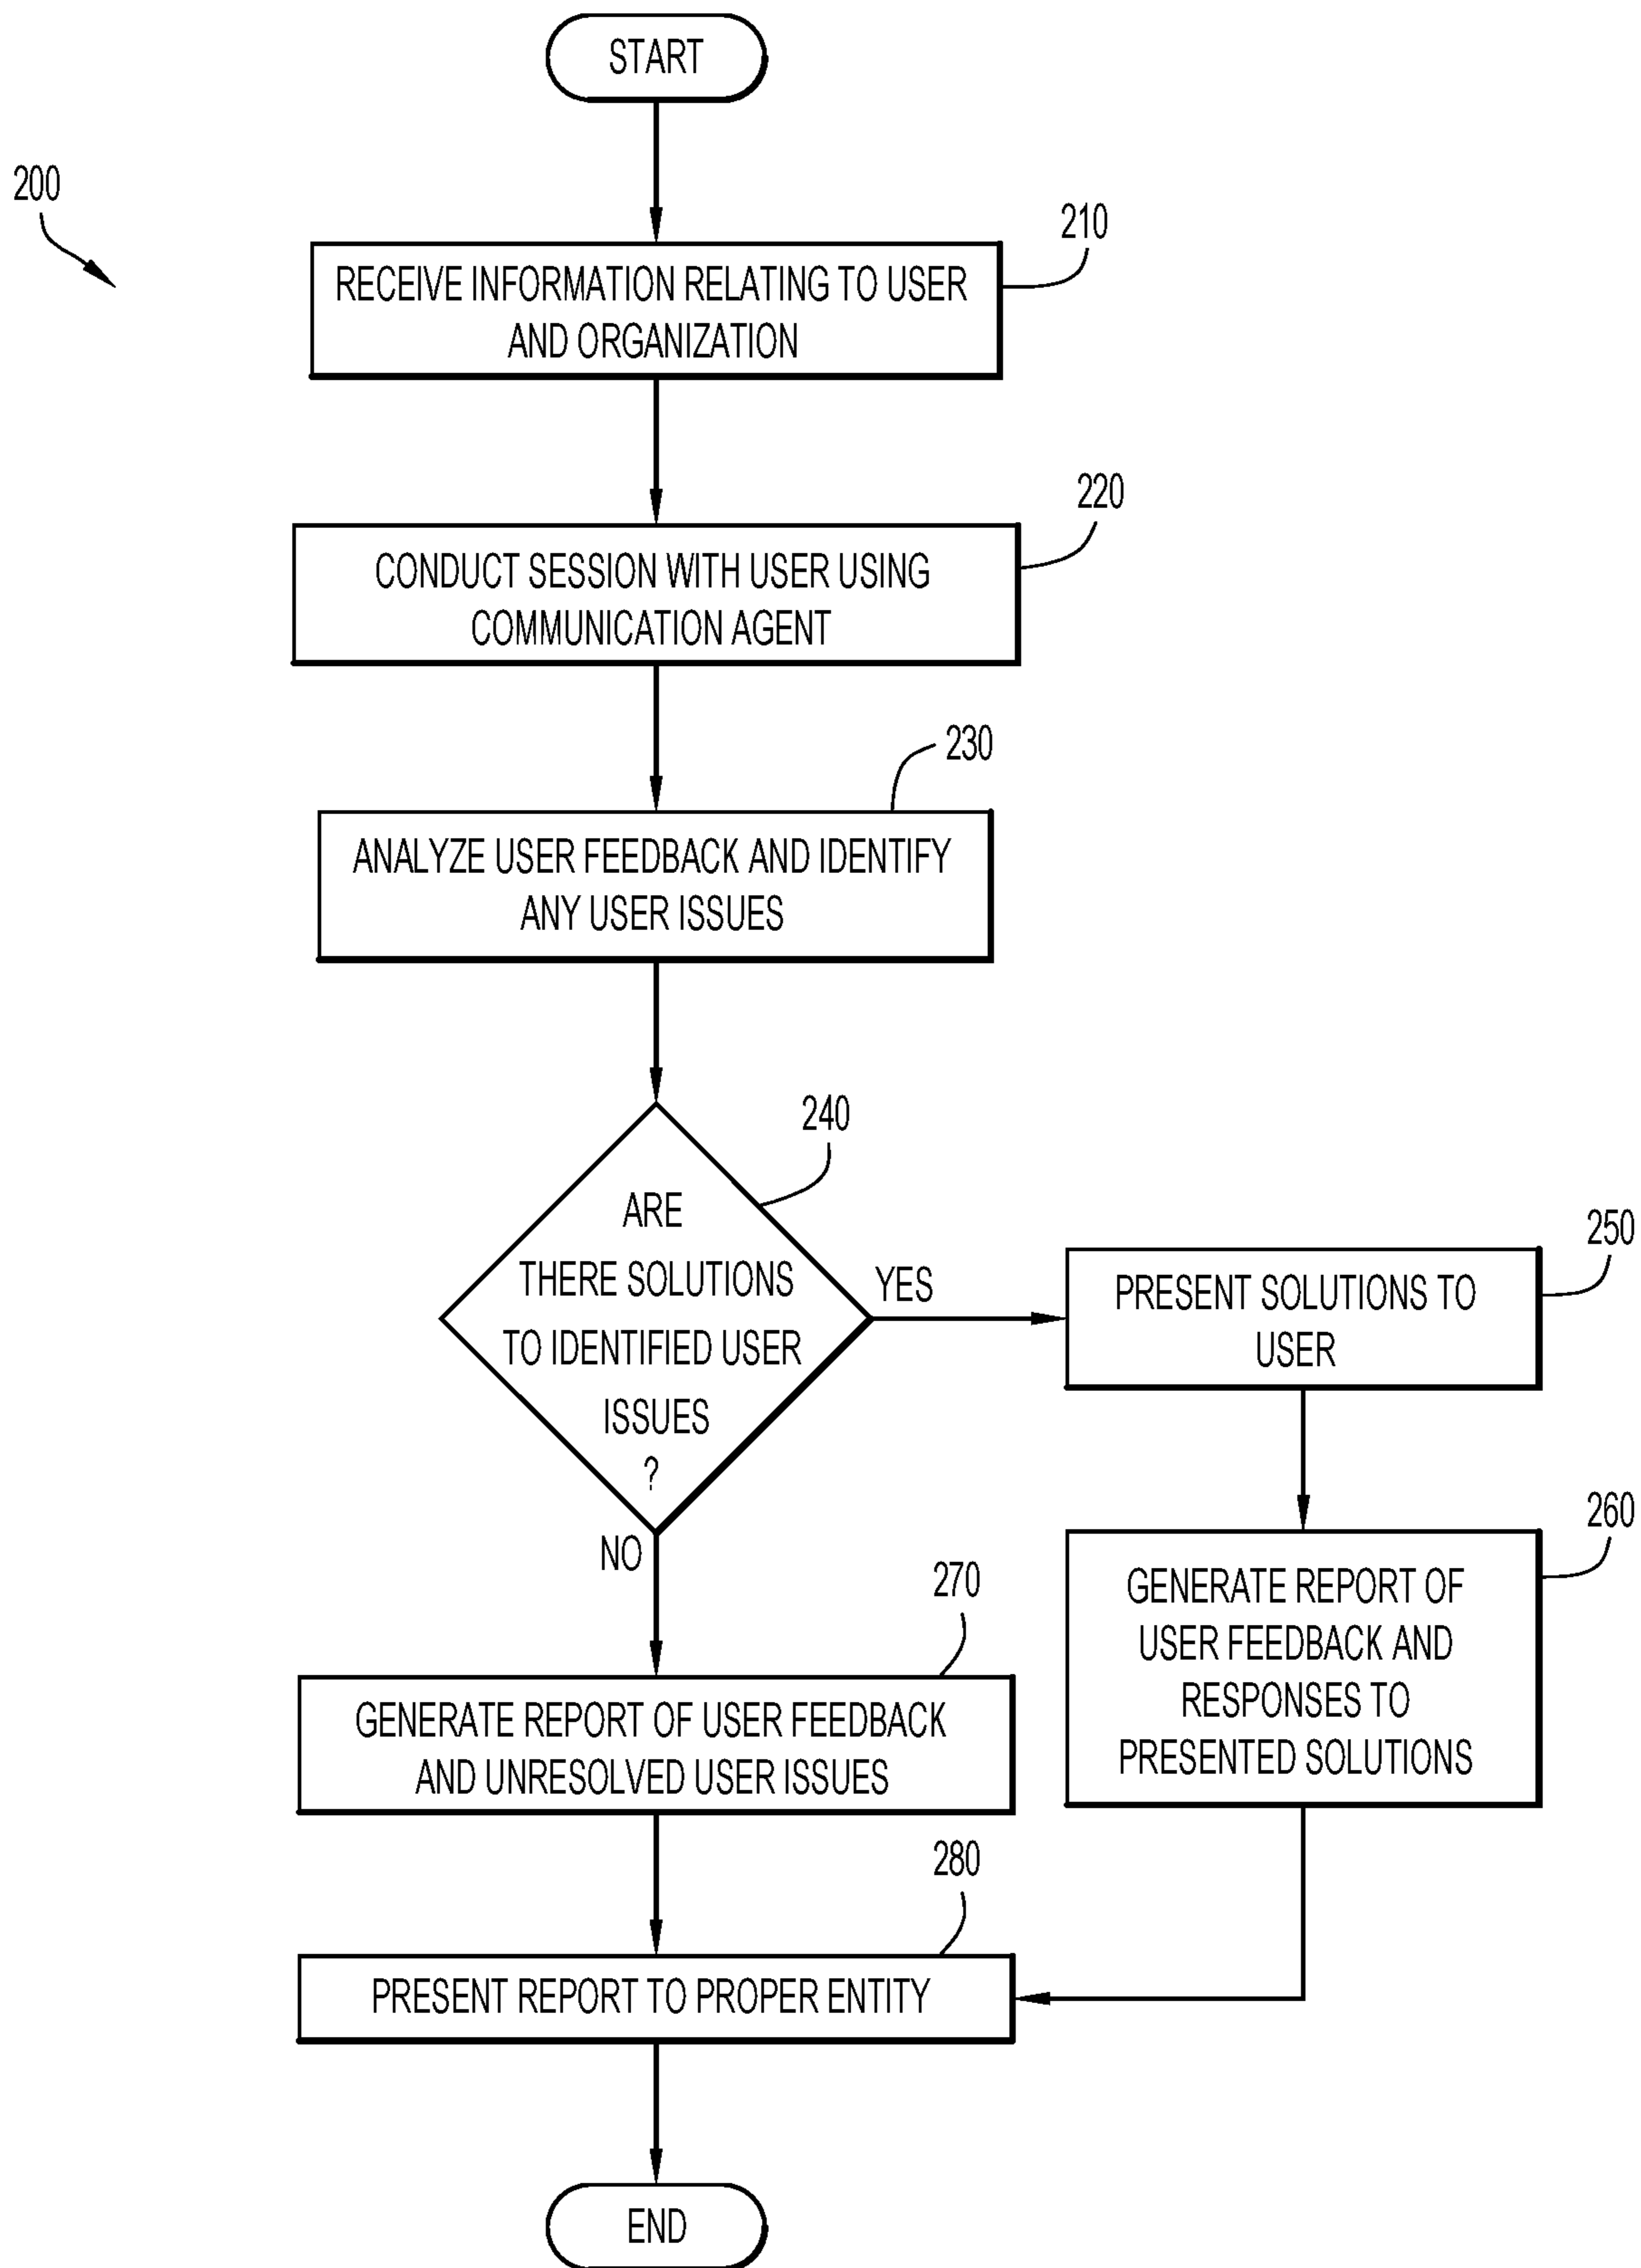 START
200
210
RECEIVE INFORMATION RELATING TO USER
AND ORGANIZATION
220
CONDUCT SESSION WITH USER USING
COMMUNICATION AGENT
230
ANALYZE USER FEEDBACK AND IDENTIFY
ANY USER ISSUES
240
ARE
THERE SOLUTIONS
TO IDENTIFIED USER
ISSUES
?
YES
250
PRESENT SOLUTIONS TO
USER
260
GENERATE REPORT OF
USER FEEDBACK AND
RESPONSES TO
PRESENTED SOLUTIONS
NO
270
GENERATE REPORT OF USER FEEDBACK
AND UNRESOLVED USER ISSUES
280
PRESENT REPORT TO PROPER ENTITY
END